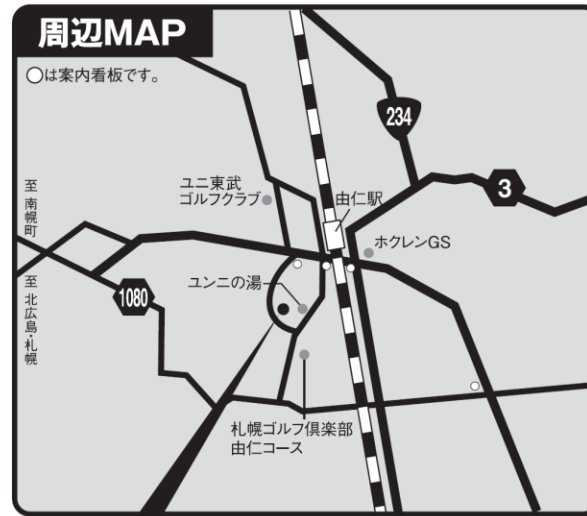 周辺MAP
○は案内看板です。
234
至 南幌町
ユニ東武
ゴルフクラブ
由仁駅
3
ホクレンGS
至 北広島・札幌
1080
ユンニの湯
札幌ゴルフ倶楽部
由仁コース